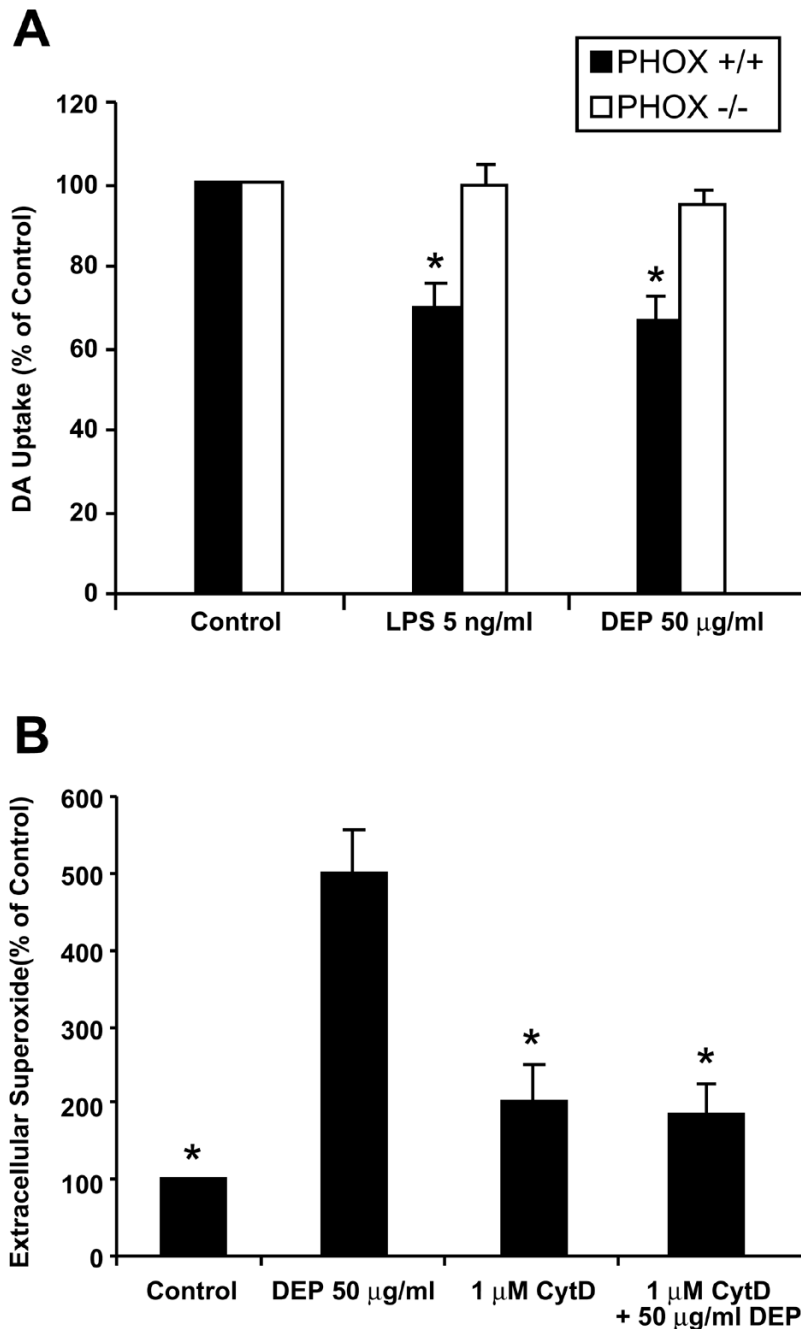 A
PHOX +/+
PHOX -/-
DA Uptake (% of Control)
120
100
80
60
40
20
0
*
*
Control
LPS 5 ng/ml
DEP 50 μg/ml
B
Extracellular Superoxide(% of Control)
600
500
400
300
200
100
0
*
*
*
Control
DEP 50 μg/ml
1 μM CytD
1 μM CytD
+ 50 μg/ml DEP